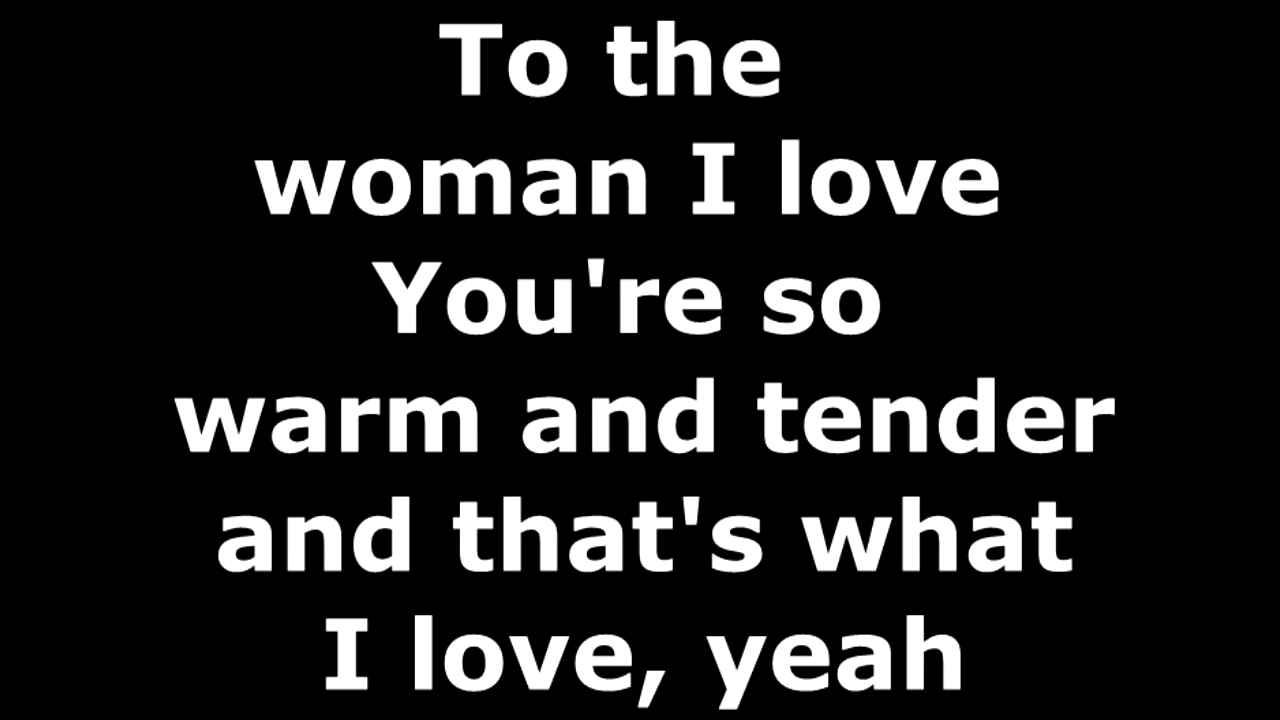 To the
woman I love
You're so
warm and tender
and that's what
I love, yeah